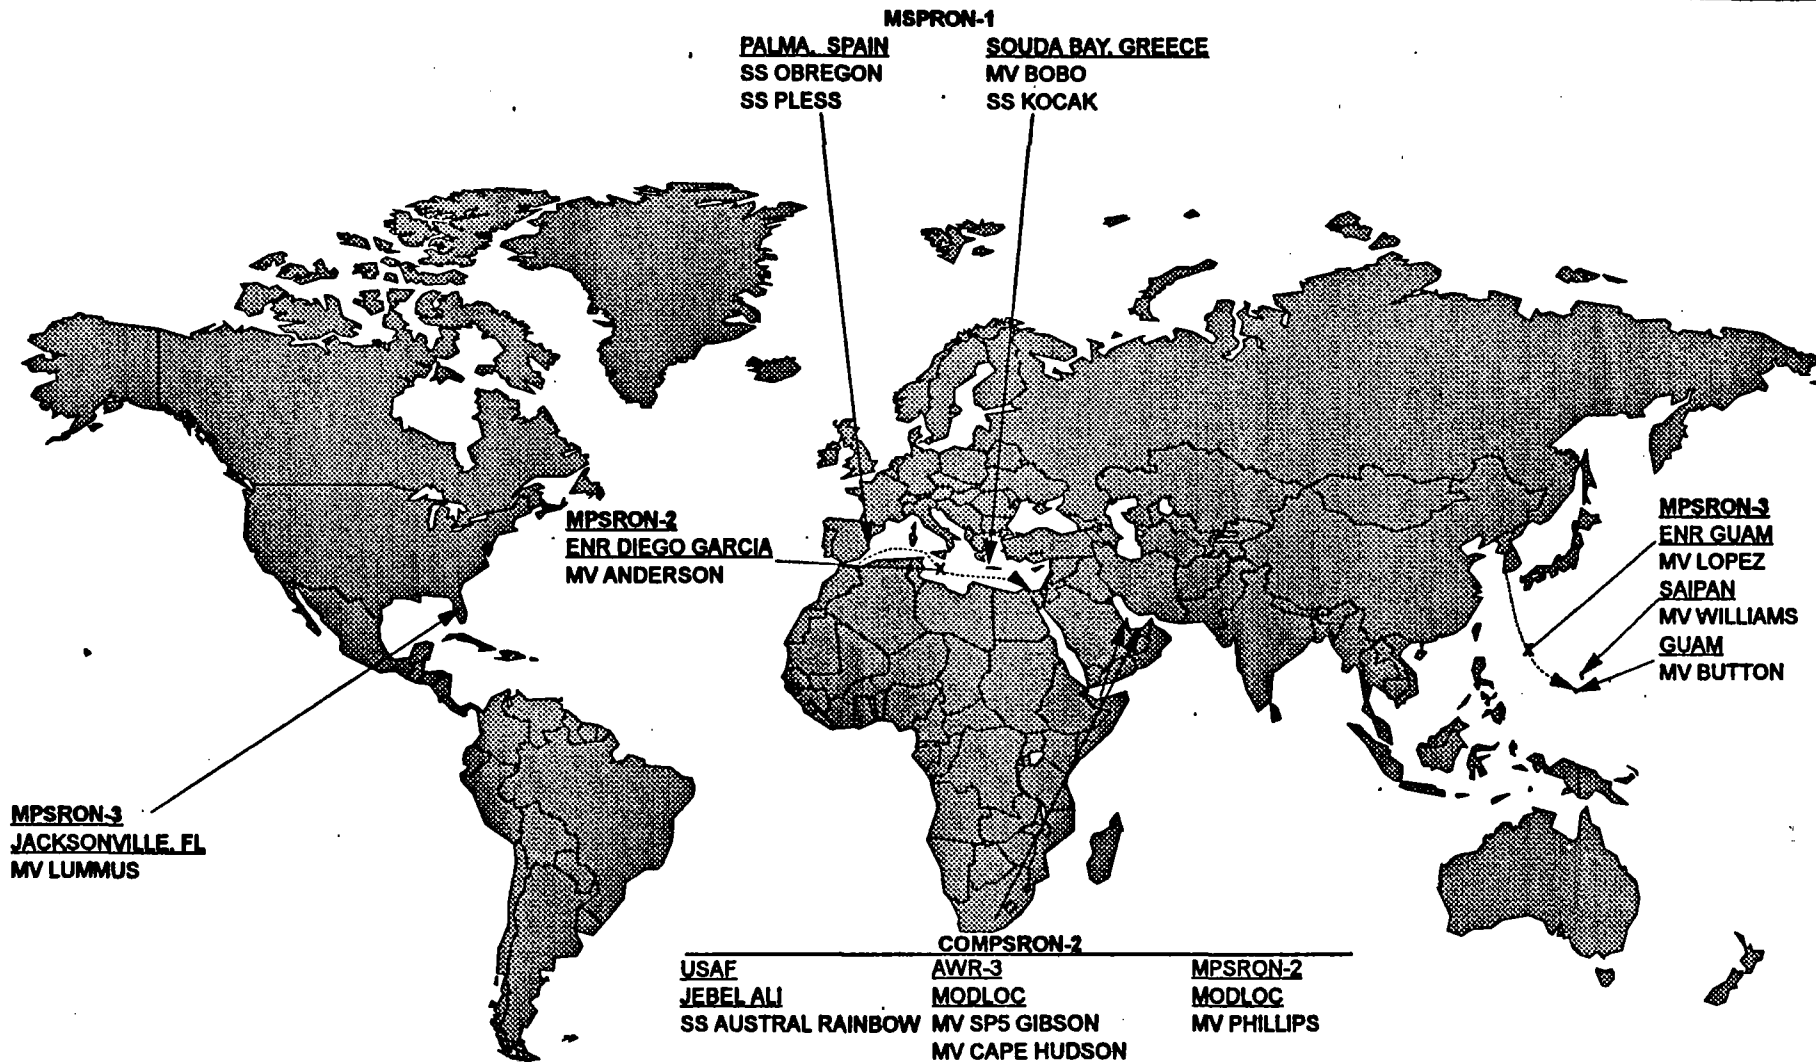 MSPRON-1
PALMA, SPAIN
SS OBREGON
SS PLESS
SOUDA BAY, GREECE
MV BOBO
SS KOCAK
MPSRON-2
ENR DIEGO GARCIA
MV ANDERSON
MPSRON-3
ENR GUAM
MV LOPEZ
SAIPAN
MV WILLIAMS
GUAM
MV BUTTON
MPSRON-3
JACKSONVILLE, FL
MV LUMMUS
COMPSRON-2
USAF
JEBEL ALI
SS AUSTRAL RAINBOW
AWR-3
MODLOC
MV SP5 GIBSON
MV CAPE HUDSON
MPSRON-2
MODLOC
MV PHILLIPS